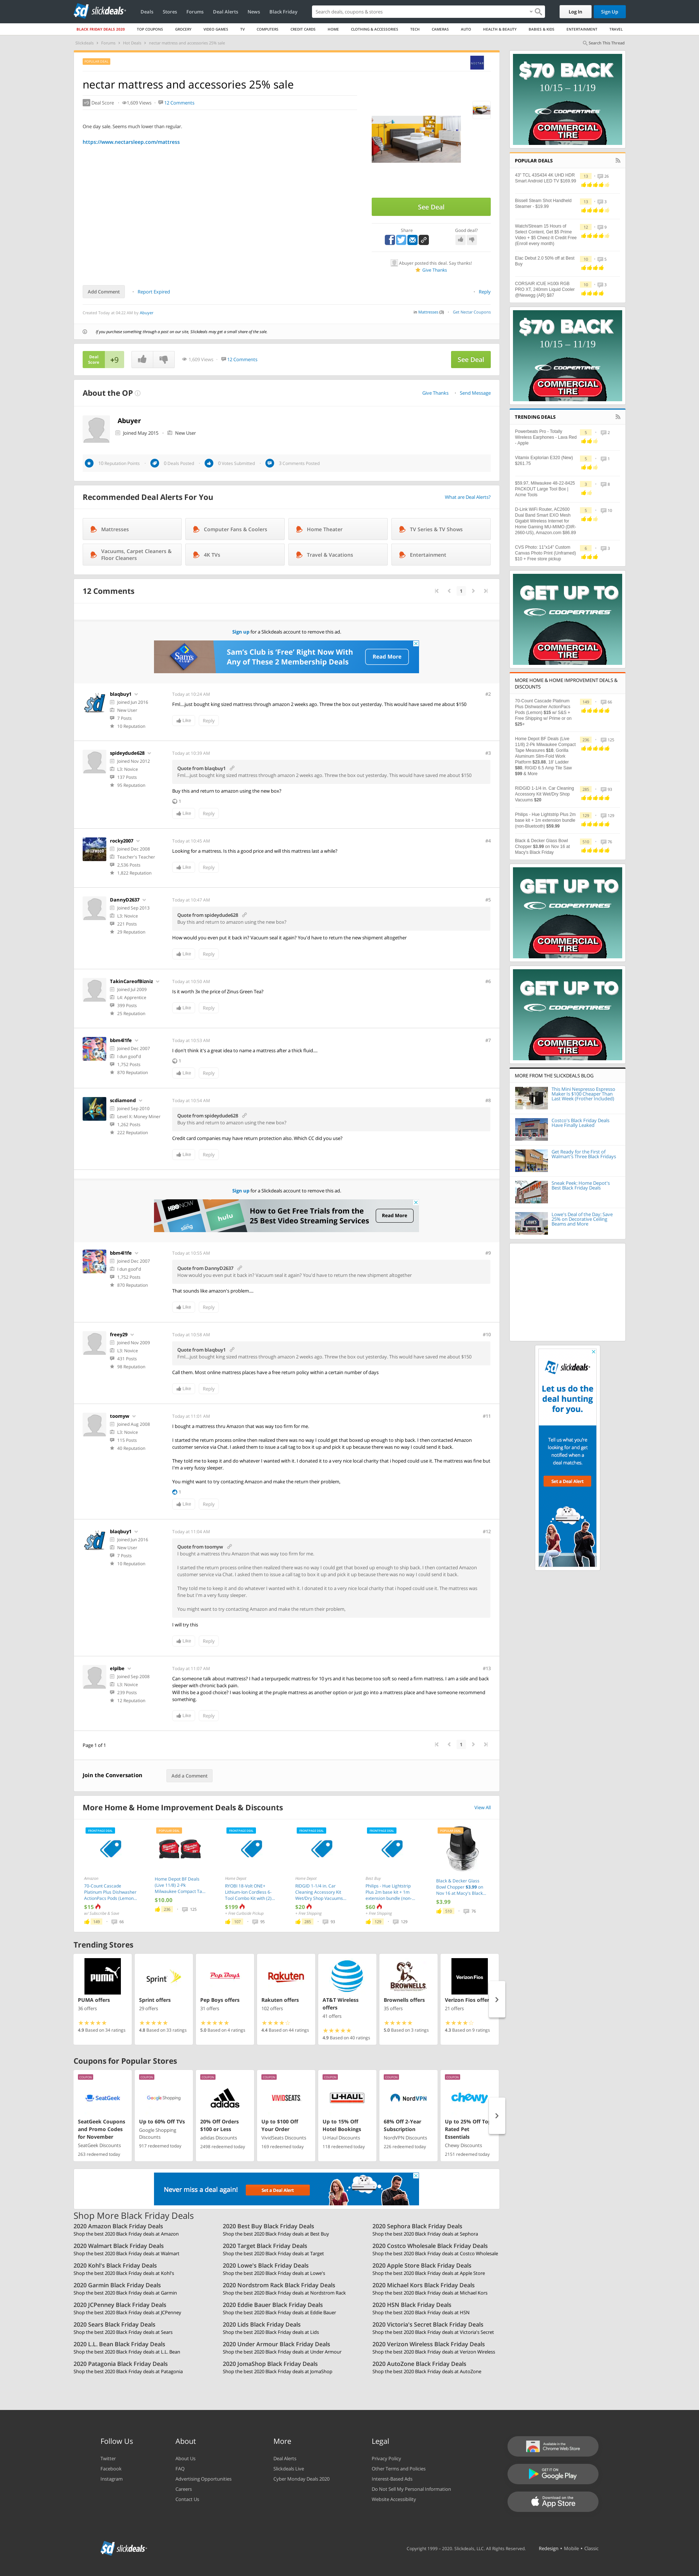 slickdeals
Deals Stores Forums Deal Alerts News Black Friday
Search deals, coupons & stores
Log In Sign Up
BLACK FRIDAY DEALS 2020 TOP COUPONS GROCERY VIDEO GAMES TV COMPUTERS CREDIT CARDS HOME CLOTHING & ACCESSORIES TECH CAMERAS AUTO HEALTH & BEAUTY BABIES & KIDS ENTERTAINMENT TRAVEL
Slickdeals Forums Hot Deals nectar mattress and accessories 25% sale
Search This Thread
nectar mattress and accessories 25% sale
+9 Deal Score 1,609 Views 12 Comments
One day sale. Seems much lower than regular.
https://www.nectarsleep.com/mattress
See Deal
Share Good deal?
Abuyer posted this deal. Say thanks!
Give Thanks
Add Comment Report Expired Reply
Get Nectar Coupons
If you purchase something through a post on our site, Slickdeals may get a small share of the sale.
Deal Score +9 1,609 Views 12 Comments See Deal
About the OP
Give Thanks Send Message
Abuyer
Joined May 2015 New User
10 Reputation Points 0 Deals Posted 0 Votes Submitted 3 Comments Posted
Recommended Deal Alerts For You
What are Deal Alerts?
Mattresses
Computer Fans & Coolers
Home Theater
TV Series & TV Shows
Vacuums, Carpet Cleaners & Floor Cleaners
4K TVs
Travel & Vacations
Entertainment
12 Comments
1
Sign up for a Slickdeals account to remove this ad.
Sam's Club is 'Free' Right Now With
Any of These 2 Membership Deals
Read More
blaqbuy1
Joined Jun 2016
New User
7 Posts
10 Reputation
Today at 10:24 AM
#2
Fml...just bought king sized mattress through amazon 2 weeks ago. Threw the box out yesterday. This would have saved me about $150
Like Reply
spideydude628
Joined Nov 2012
L3: Novice
137 Posts
95 Reputation
Today at 10:39 AM
#3
Quote from blaqbuy1
Fml...just bought king sized mattress through amazon 2 weeks ago. Threw the box out yesterday. This would have saved me about $150
Buy this and return to amazon using the new box?
Like Reply
rocky2007
Joined Dec 2008
Teacher's Teacher
2,536 Posts
1,822 Reputation
Today at 10:45 AM
#4
Looking for a mattress. Is this a good price and will this mattress last a while?
Like Reply
DannyD2637
Joined Sep 2013
L3: Novice
221 Posts
29 Reputation
Today at 10:47 AM
#5
Quote from spideydude628
Buy this and return to amazon using the new box?
How would you even put it back in? Vacuum seal it again? You'd have to return the new shipment altogether
Like Reply
TakinCareofBizniz
Joined Jul 2009
L4: Apprentice
399 Posts
25 Reputation
Today at 10:50 AM
#6
Is it worth 3x the price of Zinus Green Tea?
Like Reply
bbm4l1fe
Joined Dec 2007
I dun goof'd
1,752 Posts
870 Reputation
Today at 10:53 AM
#7
I don't think it's a great idea to name a mattress after a thick fluid....
Like Reply
scdiamond
Joined Sep 2010
Level X: Money Miner
1,262 Posts
222 Reputation
Today at 10:54 AM
#8
Quote from spideydude628
Buy this and return to amazon using the new box?
Credit card companies may have return protection also. Which CC did you use?
Like Reply
Sign up for a Slickdeals account to remove this ad.
HBO NOW
hulu
How to Get Free Trials from the
25 Best Video Streaming Services
Read More
bbm4l1fe
Joined Dec 2007
I dun goof'd
1,752 Posts
870 Reputation
Today at 10:55 AM
#9
Quote from DannyD2637
How would you even put it back in? Vacuum seal it again? You'd have to return the new shipment altogether
That sounds like amazon's problem....
Like Reply
freey29
Joined Nov 2009
L5: Novice
431 Posts
98 Reputation
Today at 10:58 AM
#10
Quote from blaqbuy1
Fml...just bought king sized mattress through amazon 2 weeks ago. Threw the box out yesterday. This would have saved me about $150
Call them. Most online mattress places have a free return policy within a certain number of days
Like Reply
toomyw
Joined Aug 2008
L3: Novice
115 Posts
40 Reputation
Today at 11:01 AM
#11
I bought a mattress thru Amazon that was way too firm for me.
I started the return process online then realized there was no way I could get that boxed up enough to ship back. I then contacted Amazon
customer service via Chat. I asked them to issue a call tag to box it up and pick it up because there was no way I could send it back.
They told me to keep it and do whatever I wanted with it. I donated it to a very nice local charity that I hoped could use it. The mattress was fine but
I'm a very fussy sleeper.
You might want to try contacting Amazon and make the return their problem,
Like Reply
blaqbuy1
Joined Jun 2016
New User
7 Posts
10 Reputation
Today at 11:04 AM
#12
Quote from toomyw
I bought a mattress thru Amazon that was way too firm for me.
I started the return process online then realized there was no way I could get that boxed up enough to ship back. I then contacted Amazon
customer service via Chat. I asked them to issue a call tag to box it up and pick it up because there was no way I could send it back.
They told me to keep it and do whatever I wanted with it. I donated it to a very nice local charity that I hoped could use it. The mattress was
fine but I'm a very fussy sleeper.
You might want to try contacting Amazon and make the return their problem,
I will try this
Like Reply
eiplbe
Joined Sep 2008
L3: Novice
239 Posts
12 Reputation
Today at 11:07 AM
#13
Can someone talk about your mattress? I had a terpurpedic mattress for 10 yrs and it has become too soft so need a firm mattress. I am a side and back
sleeper with chronic back pain.
Will this be a good choice? I was looking at the pruple mattress as another option or just go into a mattress place and have someone recommend
something.
Like Reply
Page 1 of 1
1
Join the Conversation
Add a Comment
More Home & Home Improvement Deals & Discounts
View All
70-Count Cascade
Platinum Plus Dishwasher
ActionPacs Pods (Lemon...
$15
Home Depot BF Deals
(Live 11/8) 2-Pk
Milwaukee Compact Ta...
$10.00
RYOBI 18-Volt ONE+
Lithium-Ion Cordless 6-
Tool Combo Kit with (2)...
$199
RIDGID 1-1/4 in. Car
Cleaning Accessory Kit
Wet/Dry Shop Vacuums...
$20
Philips - Hue Lightstrip
Plus 2m base kit + 1m
extension bundle (non-...
$60
Black & Decker Glass
Bowl Chopper $3.99 on
Nov 16 at Macy's Black...
$3.99
Trending Stores
PUMA offers
36 offers
4.9 Based on 34 ratings
Sprint
Sprint offers
29 offers
4.8 Based on 33 ratings
Pep Boys
Pep Boys offers
31 offers
5.0 Based on 4 ratings
Rakuten
Rakuten offers
102 offers
4.4 Based on 44 ratings
AT&T
AT&T Wireless offers
41 offers
4.9 Based on 40 ratings
BROWNELLS
Brownells offers
35 offers
5.0 Based on 3 ratings
Verizon Fios
Verizon Fios offers
21 offers
4.3 Based on 9 ratings
Coupons for Popular Stores
SeatGeek
SeatGeek Coupons and Promo Codes for November
SeatGeek Discounts
263 redeemed today
Google Shopping
Up to 60% Off TVs
Google Shopping Discounts
517 redeemed today
adidas
20% Off Orders $100 or Less
adidas Discounts
2498 redeemed today
VIVIDSEATS
Up to $100 Off Your Order
VividSeats Discounts
169 redeemed today
U-HAUL
Up to 15% Off Hotel Bookings
U-Haul Discounts
118 redeemed today
NordVPN
68% Off 2-Year Subscription
NordVPN Discounts
226 redeemed today
chewy
Up to 25% Off Top Rated Pet Essentials
Chewy Discounts
2151 redeemed today
Never miss a deal again!
Set a Deal Alert
Shop More Black Friday Deals
2020 Amazon Black Friday Deals
Shop the best 2020 Black Friday deals at Amazon
2020 Best Buy Black Friday Deals
Shop the best 2020 Black Friday deals at Best Buy
2020 Sephora Black Friday Deals
Shop the best 2020 Black Friday deals at Sephora
2020 Walmart Black Friday Deals
Shop the best 2020 Black Friday deals at Walmart
2020 Target Black Friday Deals
Shop the best 2020 Black Friday deals at Target
2020 Costco Wholesale Black Friday Deals
Shop the best 2020 Black Friday deals at Costco Wholesale
2020 Kohl's Black Friday Deals
Shop the best 2020 Black Friday deals at Kohl's
2020 Lowe's Black Friday Deals
Shop the best 2020 Black Friday deals at Lowe's
2020 Apple Store Black Friday Deals
Shop the best 2020 Black Friday deals at Apple Store
2020 Garmin Black Friday Deals
Shop the best 2020 Black Friday deals at Garmin
2020 Nordstrom Rack Black Friday Deals
Shop the best 2020 Black Friday deals at Nordstrom Rack
2020 Michael Kors Black Friday Deals
Shop the best 2020 Black Friday deals at Michael Kors
2020 JCPenney Black Friday Deals
Shop the best 2020 Black Friday deals at JCPenney
2020 Eddie Bauer Black Friday Deals
Shop the best 2020 Black Friday deals at Eddie Bauer
2020 HSN Black Friday Deals
Shop the best 2020 Black Friday deals at HSN
2020 Sears Black Friday Deals
Shop the best 2020 Black Friday deals at Sears
2020 Lids Black Friday Deals
Shop the best 2020 Black Friday deals at Lids
2020 Victoria's Secret Black Friday Deals
Shop the best 2020 Black Friday deals at Victoria's Secret
2020 L.L. Bean Black Friday Deals
Shop the best 2020 Black Friday deals at L.L. Bean
2020 Under Armour Black Friday Deals
Shop the best 2020 Black Friday deals at Under Armour
2020 Verizon Wireless Black Friday Deals
Shop the best 2020 Black Friday deals at Verizon Wireless
2020 Patagonia Black Friday Deals
Shop the best 2020 Black Friday deals at Patagonia
2020 JomaShop Black Friday Deals
Shop the best 2020 Black Friday deals at JomaShop
2020 AutoZone Black Friday Deals
Shop the best 2020 Black Friday deals at AutoZone
$70 BACK
10/15 – 11/19
COOPERTIRES
COMMERCIAL TIRE
POPULAR DEALS
43" TCL 43S434 4K UHD HDR Smart Android LED TV $169.99
Bissell Steam Shot Handheld Steamer - $19.99
Watch/Stream 15 Hours of Select Content: Get $5 Prime Video + $5 Chess It Credit Free (Enroll every month)
Elac Debut 2.0 50% off at Best Buy
CORSAIR iCUE H100i RGB PRO XT, 240mm Liquid Cooler @Newegg (AR) $87
$70 BACK
10/15 – 11/19
COOPERTIRES
COMMERCIAL TIRE
TRENDING DEALS
Powerbeats Pro - Totally Wireless Earphones - Lava Red - Apple
Vitamix Explorian E320 (New) $281.75
$59.97, Milwaukee 48-22-8425 PACKOUT Large Tool Box | Acme Tools
D-Link WiFi Router, AC2600 Dual Band Smart EXO Mesh Gigabit Wireless Internet for Home Gaming MU-MIMO (DIR-2660-US), Amazon.com $86,69
CVS Photo: 11"x14" Custom Canvas Photo Print (Unframed) $10 + Free store pickup
GET UP TO
COOPERTIRES
COMMERCIAL TIRE
MORE HOME & HOME IMPROVEMENT DEALS & DISCOUNTS
70-Count Cascade Platinum Plus Dishwasher ActionPacs Pods (Lemon) $15 w/ S&S + Free Shipping w/ Prime or on $25+
Home Depot BF Deals (Live 11/8) 2-Pk Milwaukee Compact Tape Measures $10, Gorilla Aluminum Slim-Fold Work Platform $23.88, 18' Ladder $80, RIGID 6.5 Amp Tile Saw $98 & More
RIDGID 1-1/4 in. Car Cleaning Accessory Kit Wet/Dry Shop Vacuums $20
Philips - Hue Lightstrip Plus 2m base kit + 1m extension bundle (non-Bluetooth) $59.99
Black & Decker Glass Bowl Chopper $3.99 on Nov 16 at Macy's Black Friday
GET UP TO
COOPERTIRES
COMMERCIAL TIRE
GET UP TO
COOPERTIRES
COMMERCIAL TIRE
MORE FROM THE SLICKDEALS BLOG
This Mini Nespresso Espresso Maker Is $100 Cheaper Than Last Week (Frother Included)
Costco's Black Friday Deals Have Finally Leaked
Get Ready for the First of Walmart's Three Black Fridays
Sneak Peek: Home Depot's Best Black Friday Deals
Lowe's Deal of the Day: Save 25% on Decorative Ceiling Beams and More
slickdeals
Let us do the
deal hunting
for you.
Tell us what you're
looking for and get
notified when a
deal matches.
Set a Deal Alert
Follow Us
Twitter
Facebook
Instagram
About
About Us
FAQ
Advertising Opportunities
Careers
Contact Us
More
Deal Alerts
Slickdeals Live
Cyber Monday Deals 2020
Legal
Privacy Policy
Other Terms and Policies
Interest-Based Ads
Do Not Sell My Personal Information
Website Accessibility
Available in the
Chrome Web Store
GET IT ON
Google Play
Download on the
App Store
slickdeals
Copyright 1999 - 2020. Slickdeals, LLC. All Rights Reserved. Redesign • Mobile • Classic